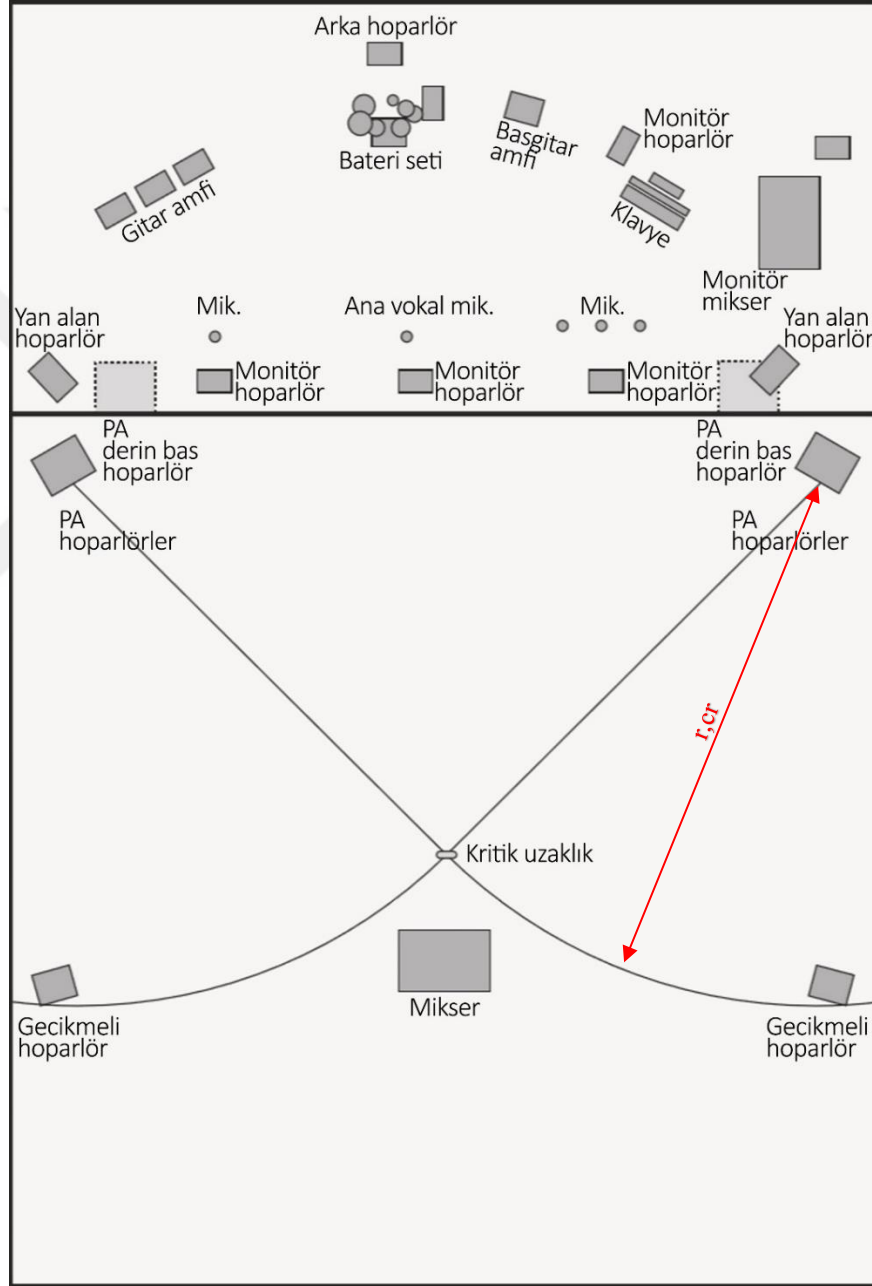 Arka hoparlör
Bateri seti
Basgitar
amfi
Monitör
hoparlör
Gitar amfi
Klavye
Monitör
mikser
Yan alan
hoparlör
Mik.
Ana vokal mik.
Mik.
Yan alan
hoparlör
Monitör
hoparlör
Monitör
hoparlör
Monitör
hoparlör
PA
derin bas
hoparlör
PA
derin bas
hoparlör
PA
hoparlörler
PA
hoparlörler
r,cr
Kritik uzaklık
Mikser
Gecikmeli
hoparlör
Gecikmeli
hoparlör